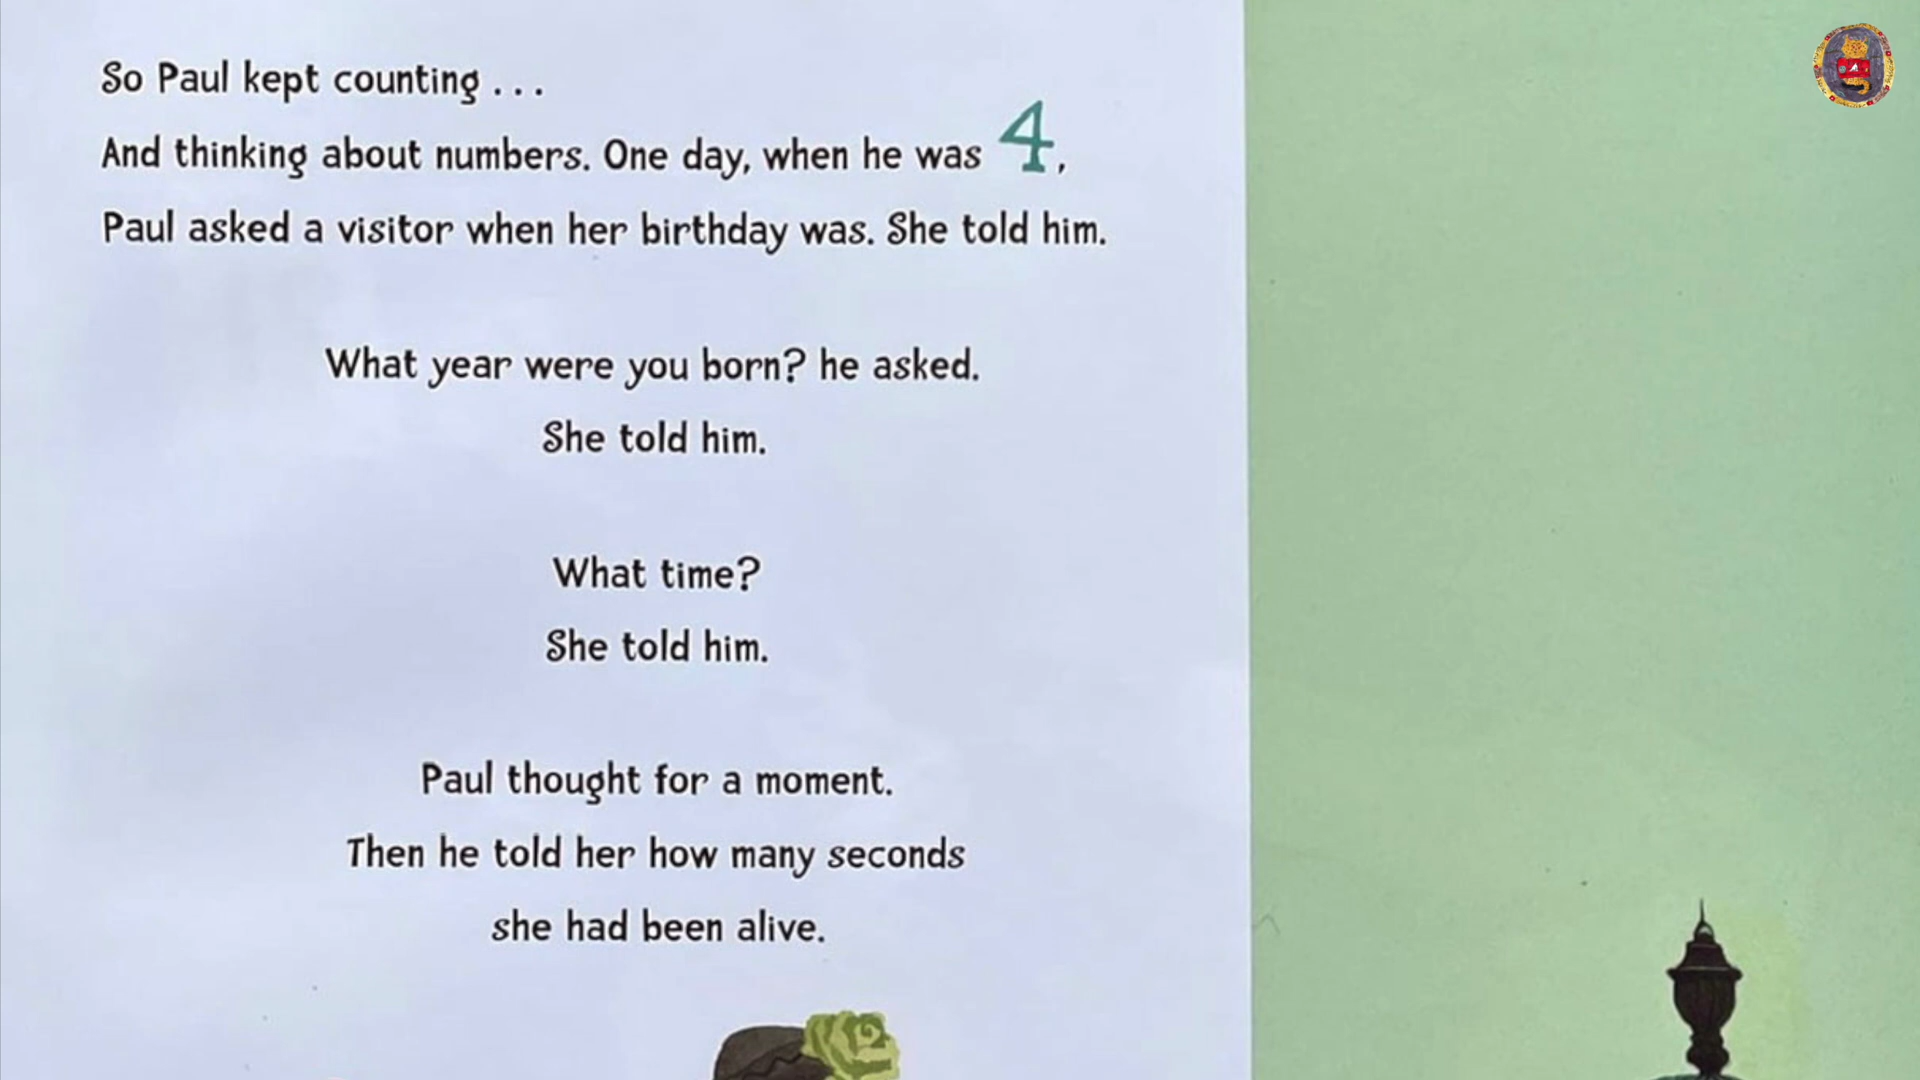 So Paul kept counting . . .
And thinking about numbers. One day, when he was 4,
Paul asked a visitor when her birthday was. She told him.
What year were you born? he asked.
She told him.
What time?
She told him.
Paul thought for a moment.
Then he told her how many seconds
she had been alive.